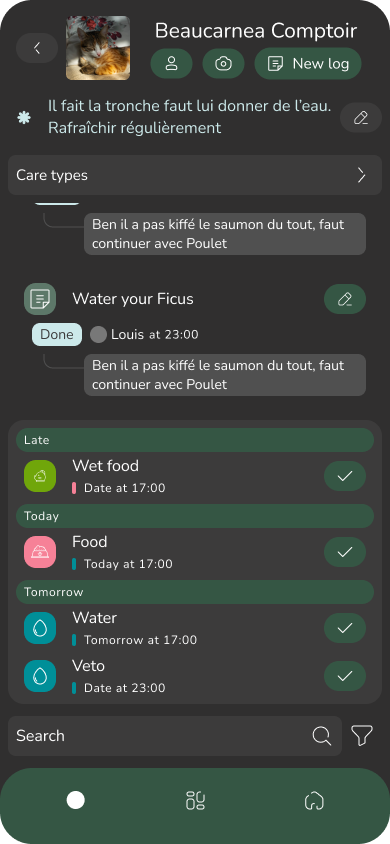 Beaucarnea Comptoir
New log
Il fait la tronche faut lui donner de l'eau.
Rafraîchir régulièrement
Care types
Ben il a pas kiffé le saumon du tout, faut
continuer avec Poulet
Water your Ficus
Done Louis at 23:00
Ben il a pas kiffé le saumon du tout, faut
continuer avec Poulet
Late
Wet food
Date at 17:00
Today
Food
Today at 17:00
Tomorrow
Water
Tomorrow at 17:00
Veto
Date at 23:00
Search